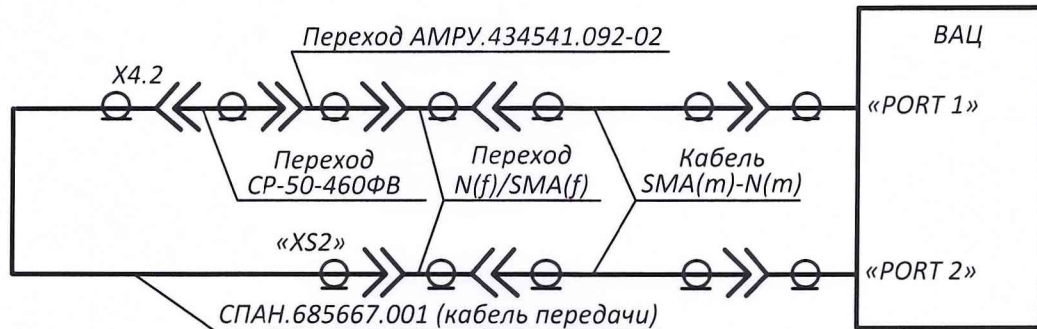 Переход АМРУ.434541.092-02
ВАЦ
X4.2
«PORT 1»
Переход
СР-50-460ФВ
Переход
N(f)/SMA(f)
Кабель
SMA(m)-N(m)
«XS2»
«PORT 2»
СПАН.685667.001 (кабель передачи)